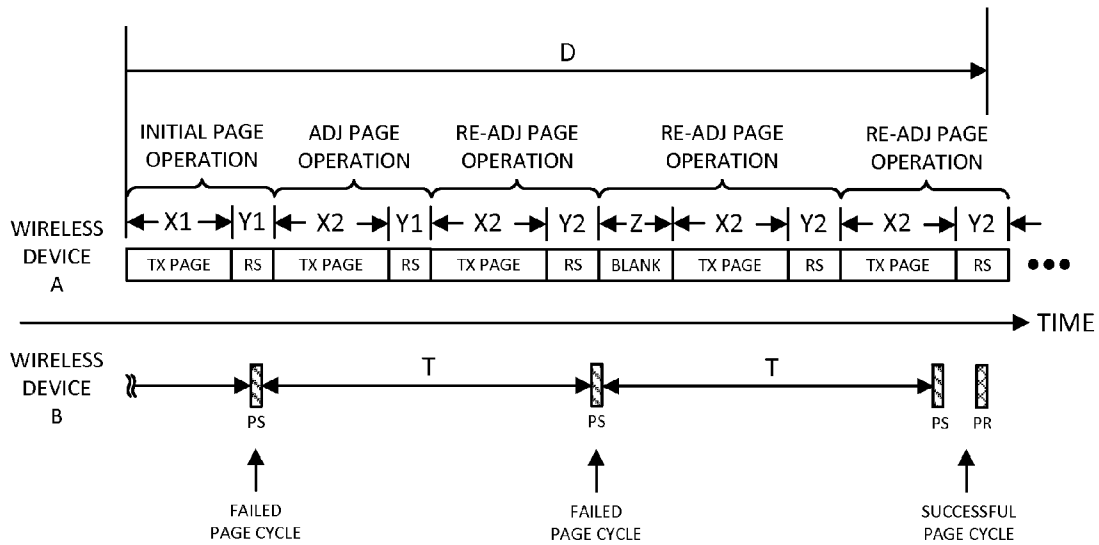 D
INITIAL PAGE OPERATION
ADJ PAGE OPERATION
RE-ADJ PAGE OPERATION
RE-ADJ PAGE OPERATION
RE-ADJ PAGE OPERATION
X1 Y1 X2 Y1 X2 Y2 Z X2 Y2 X2 Y2
WIRELESS DEVICE A
TX PAGE RS TX PAGE RS TX PAGE RS BLANK TX PAGE RS TX PAGE RS
TIME
WIRELESS DEVICE B
T T
PS PS PS PR
FAILED PAGE CYCLE
FAILED PAGE CYCLE
SUCCESSFUL PAGE CYCLE